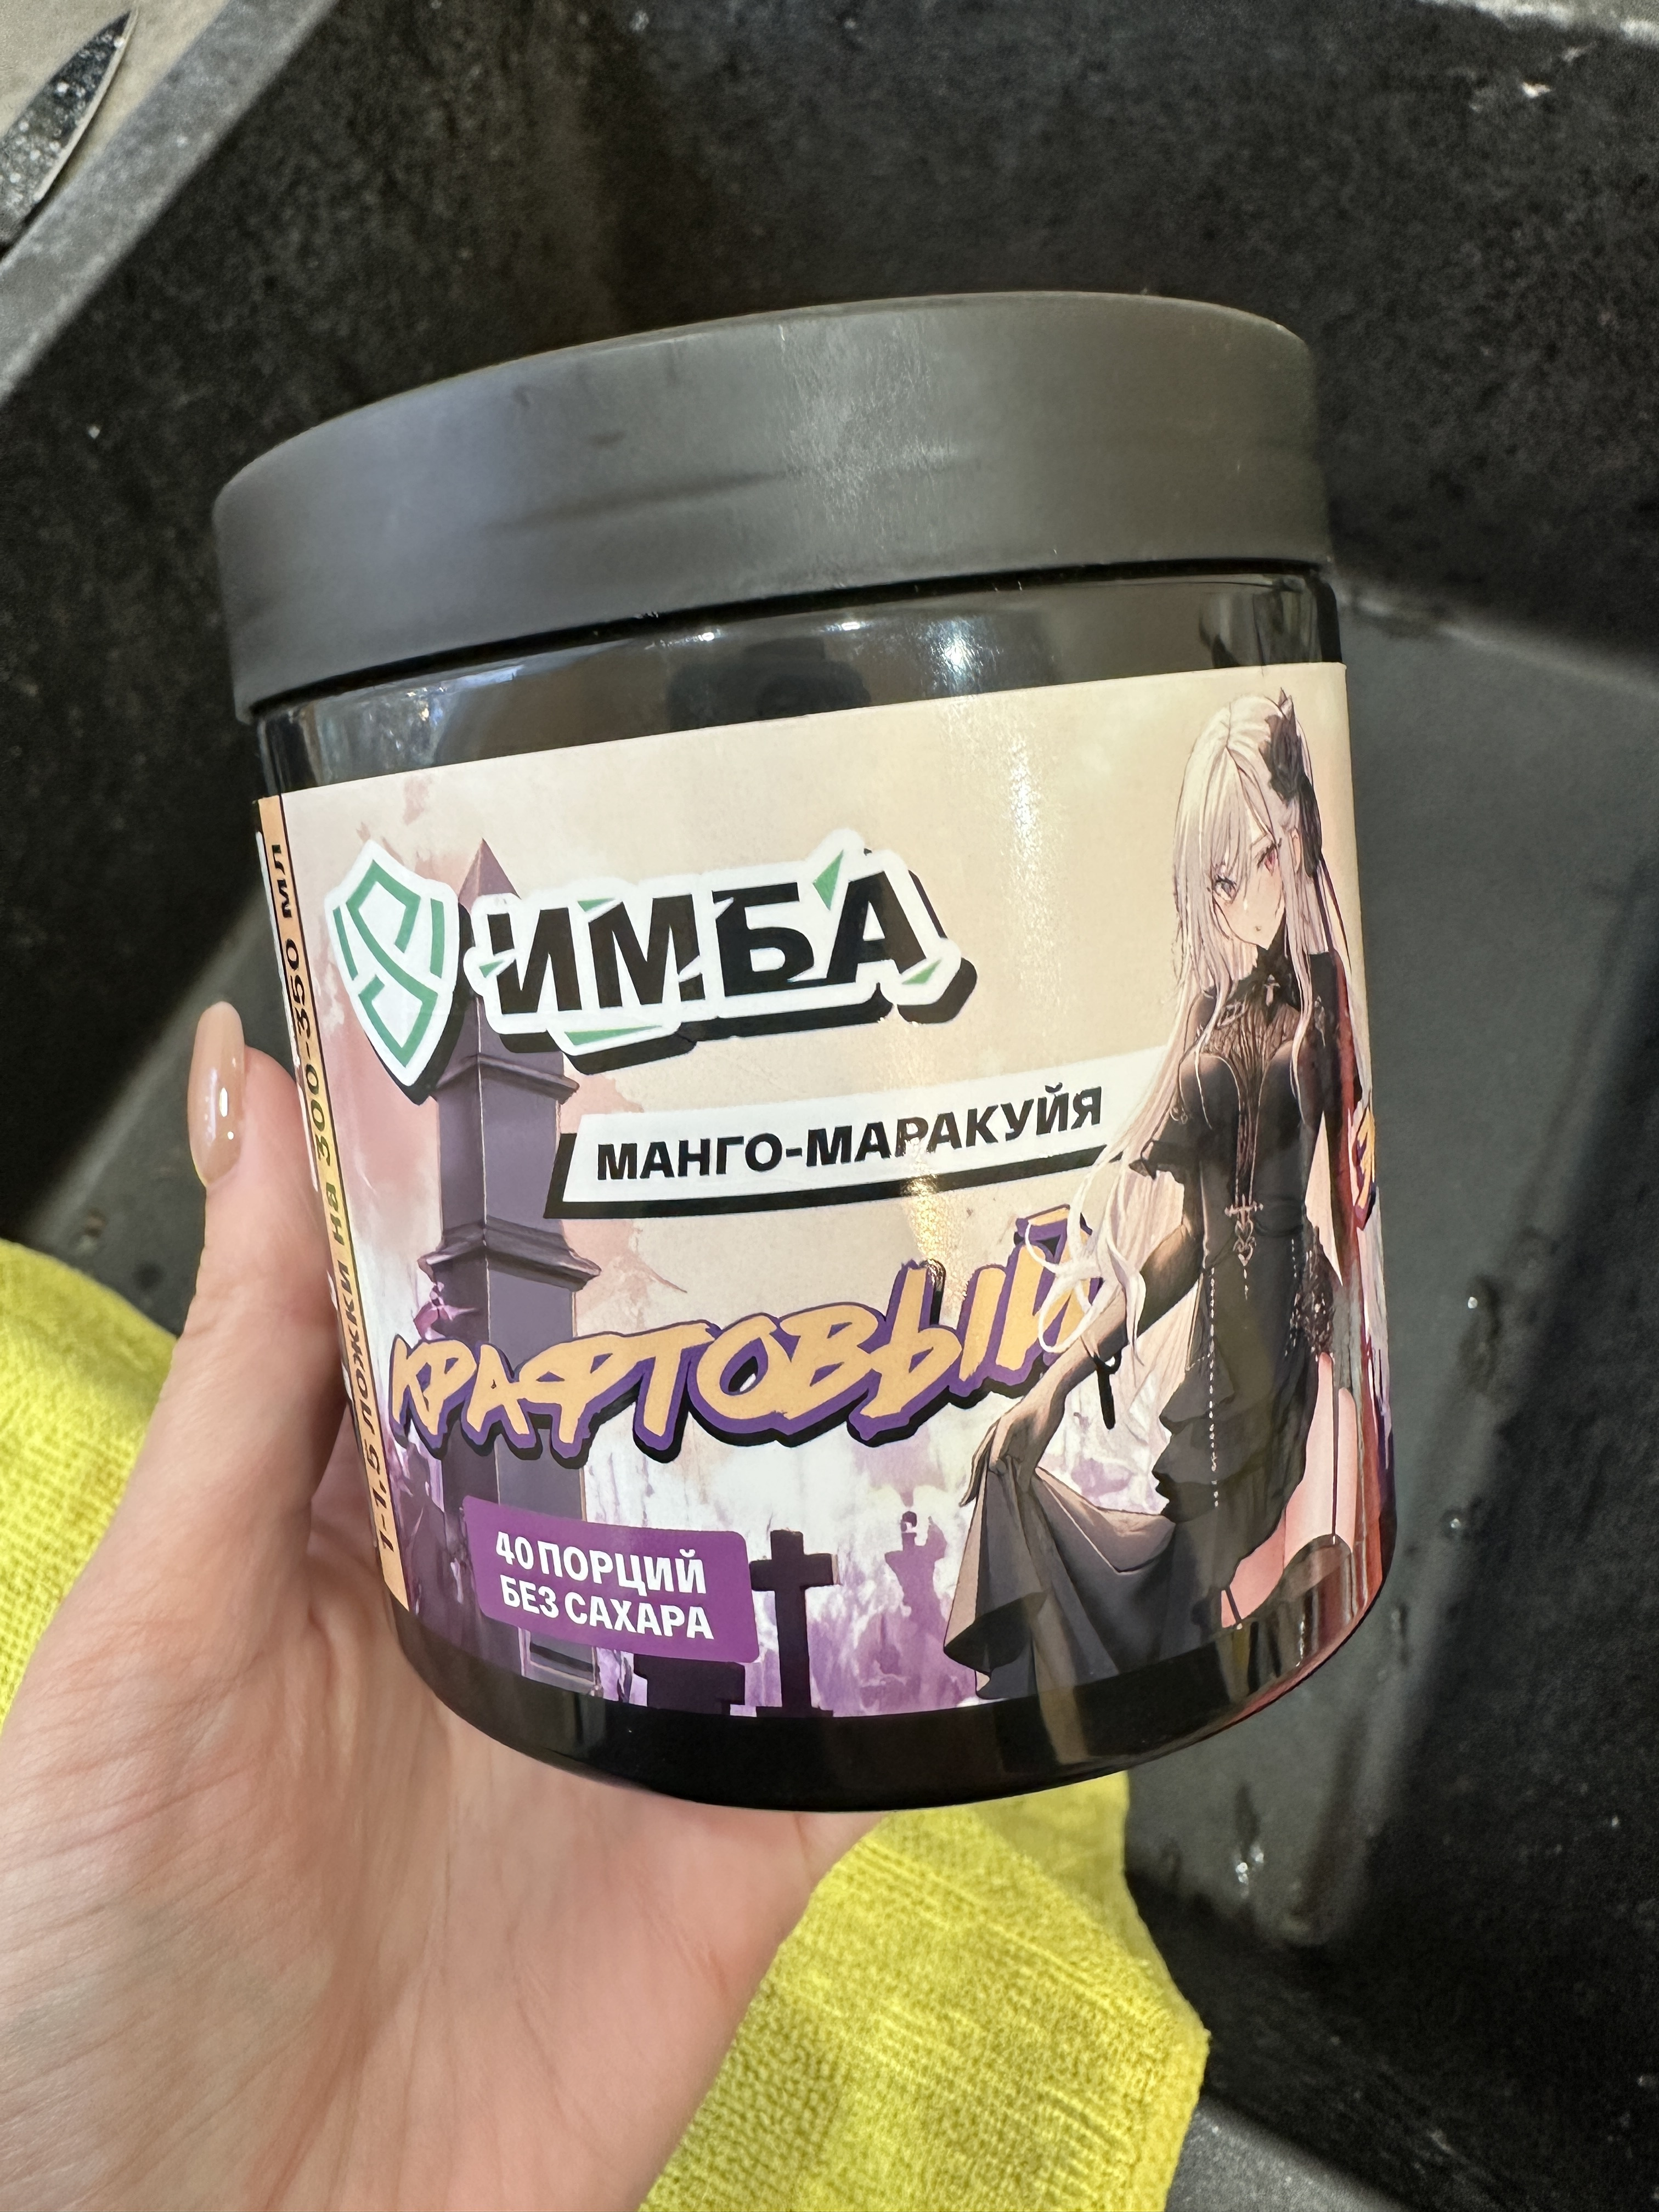 ИМБА
МАНГО-МАРАКУЙЯ
КРАФТОВЫЙ
40 ПОРЦИЙ
БЕЗ САХАРА
1-1,5 ЛОЖКИ на 300-350 мл